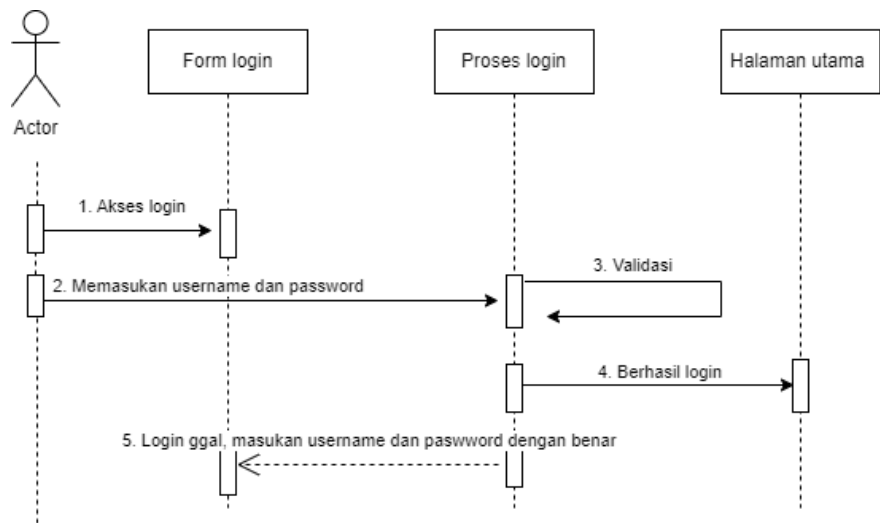 Form login
Proses login
Halaman utama
Actor
1. Akses login
2. Memasukan username dan password
3. Validasi
4. Berhasil login
5. Login ggal, masukan username dan paswword dengan benar